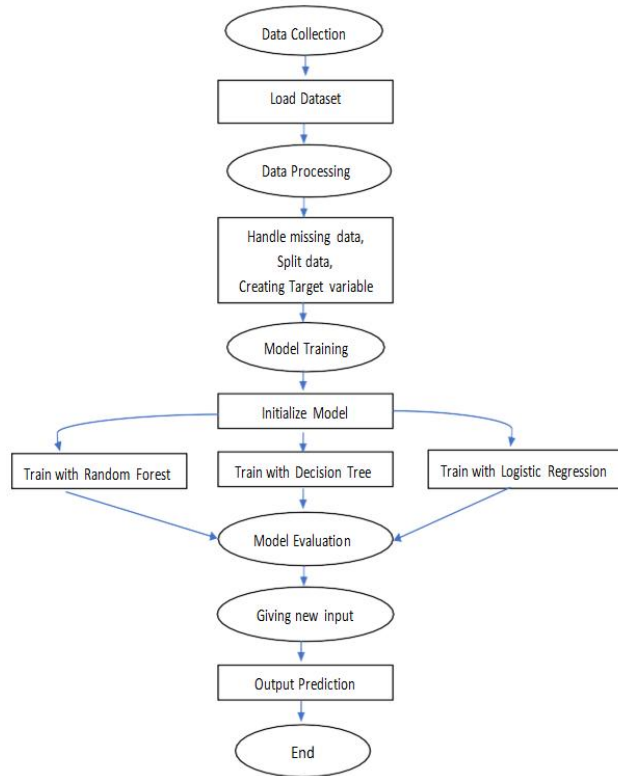 Data Collection
Load Dataset
Data Processing
Handle missing data,
Split data,
Creating Target variable
Model Training
Initialize Model
Train with Random Forest
Train with Decision Tree
Train with Logistic Regression
Model Evaluation
Giving new input
Output Prediction
End